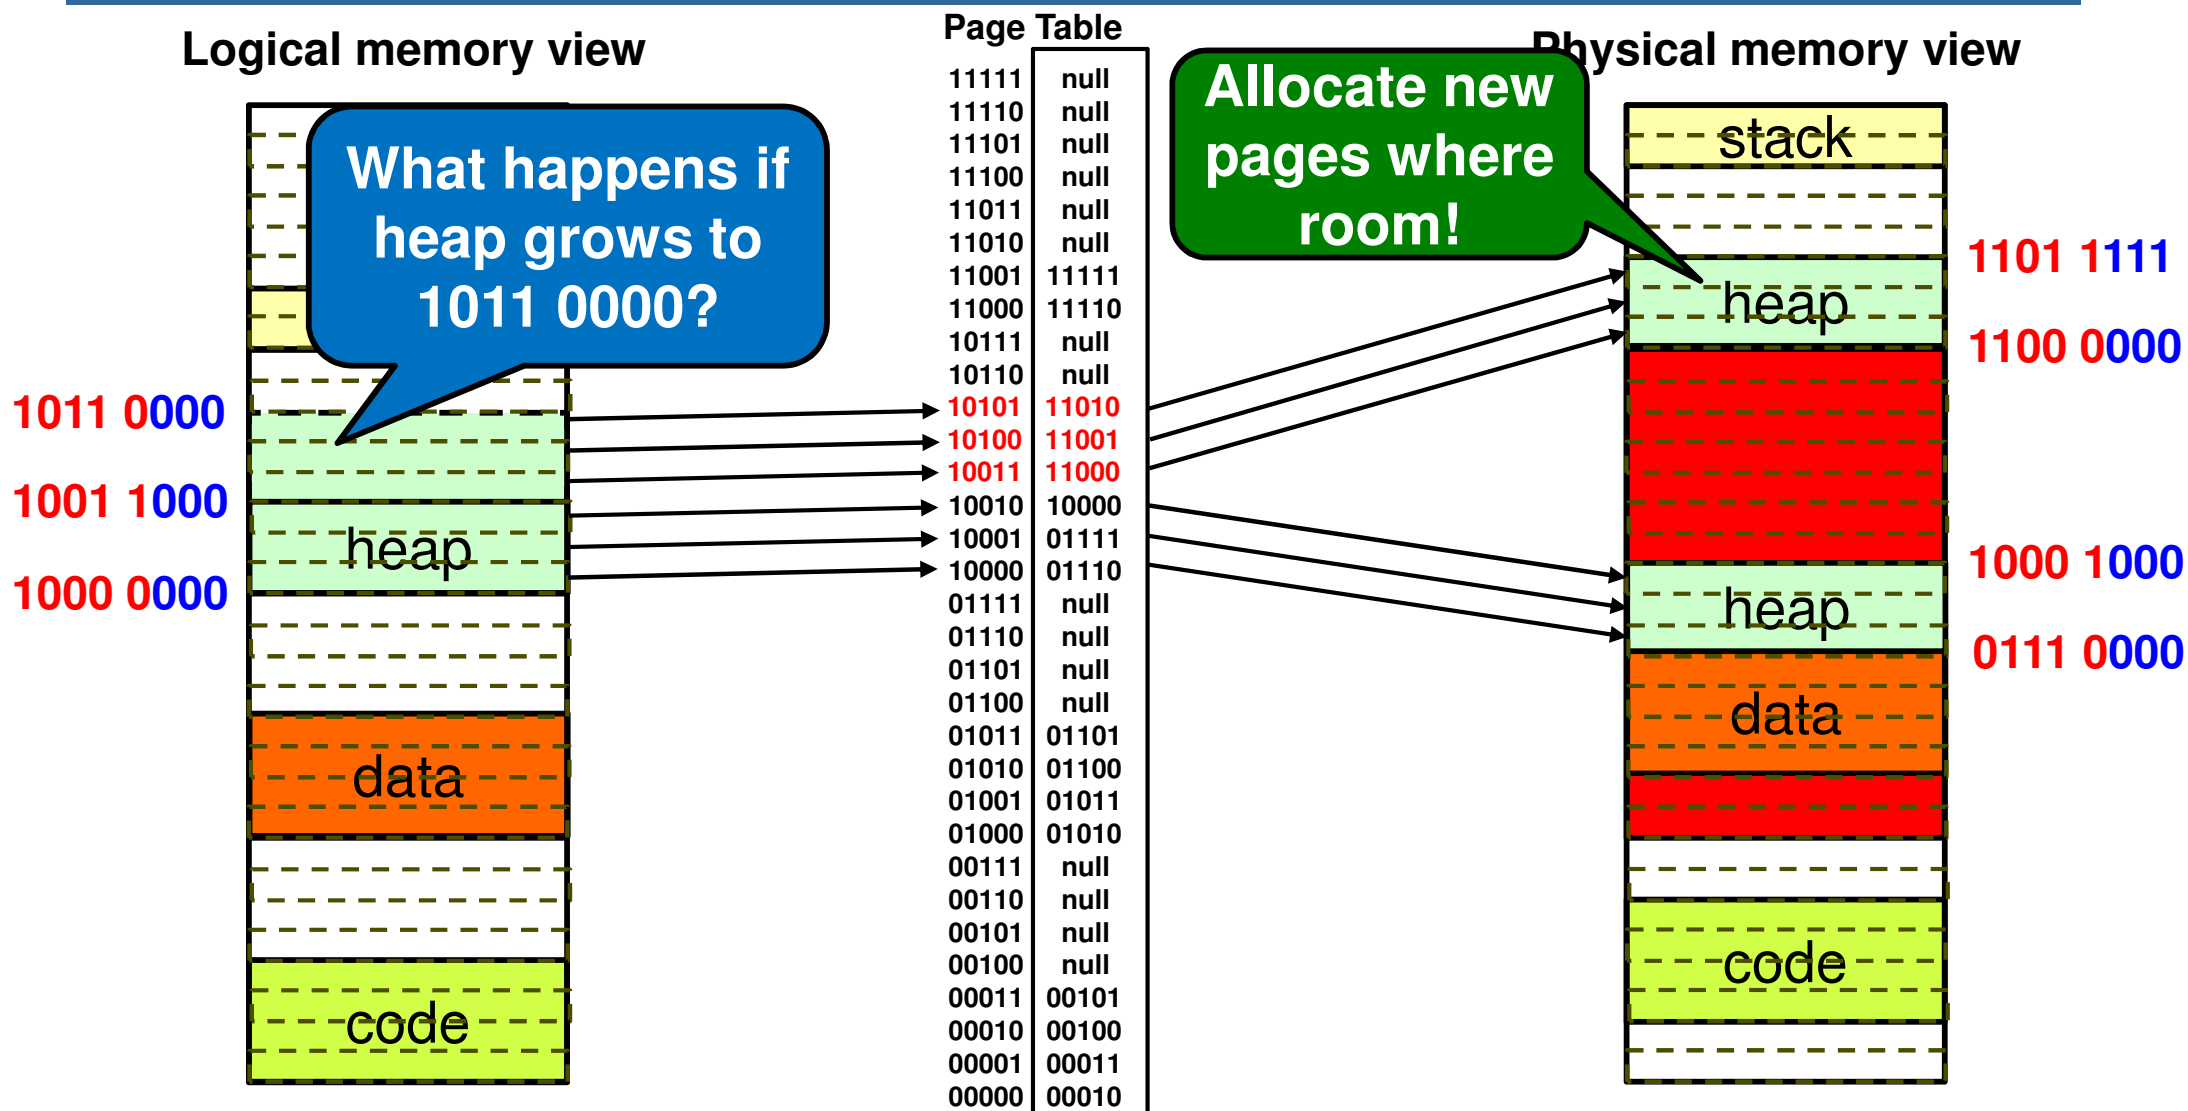 Page Table
Logical memory view
Physical memory view
What happens if
heap grows to
1011 0000?
Allocate new
pages where
room!
1011 0000
1001 1000
heap
1000 0000
data
code
11111 null
11110 null
11101 null
11100 null
11011 null
11010 null
11001 11111
11000 11110
10111 null
10110 null
10101 11010
10100 11001
10011 11000
10010 10000
10001 01111
10000 01110
01111 null
01110 null
01101 null
01100 null
01011 01101
01010 01100
01001 01011
01000 01010
00111 null
00110 null
00101 null
00100 null
00011 00101
00010 00100
00001 00011
00000 00010
stack
1101 1111
heap
1100 0000
1000 1000
heap
0111 0000
data
code